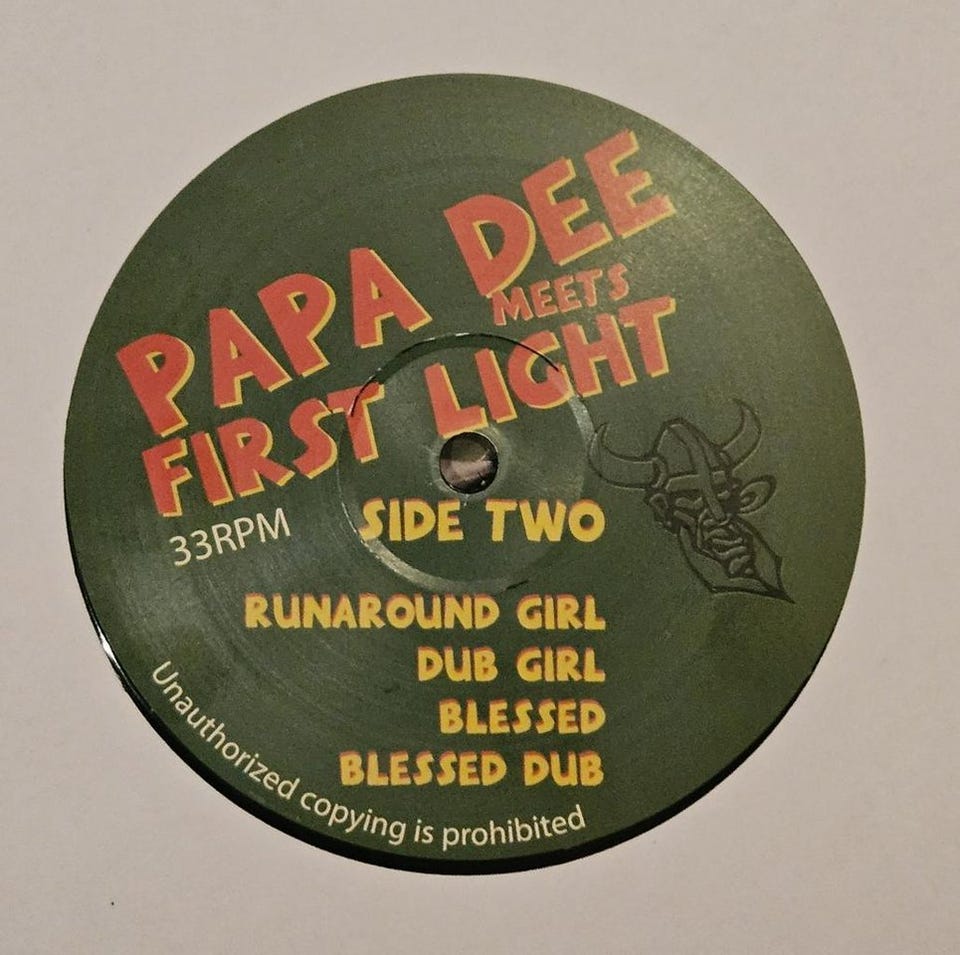 PAPA DEE
MEETS
FIRST LIGHT
33RPM
SIDE TWO
RUNAROUND GIRL
DUB GIRL
BLESSED
BLESSED DUB
Unauthorized copying is prohibited